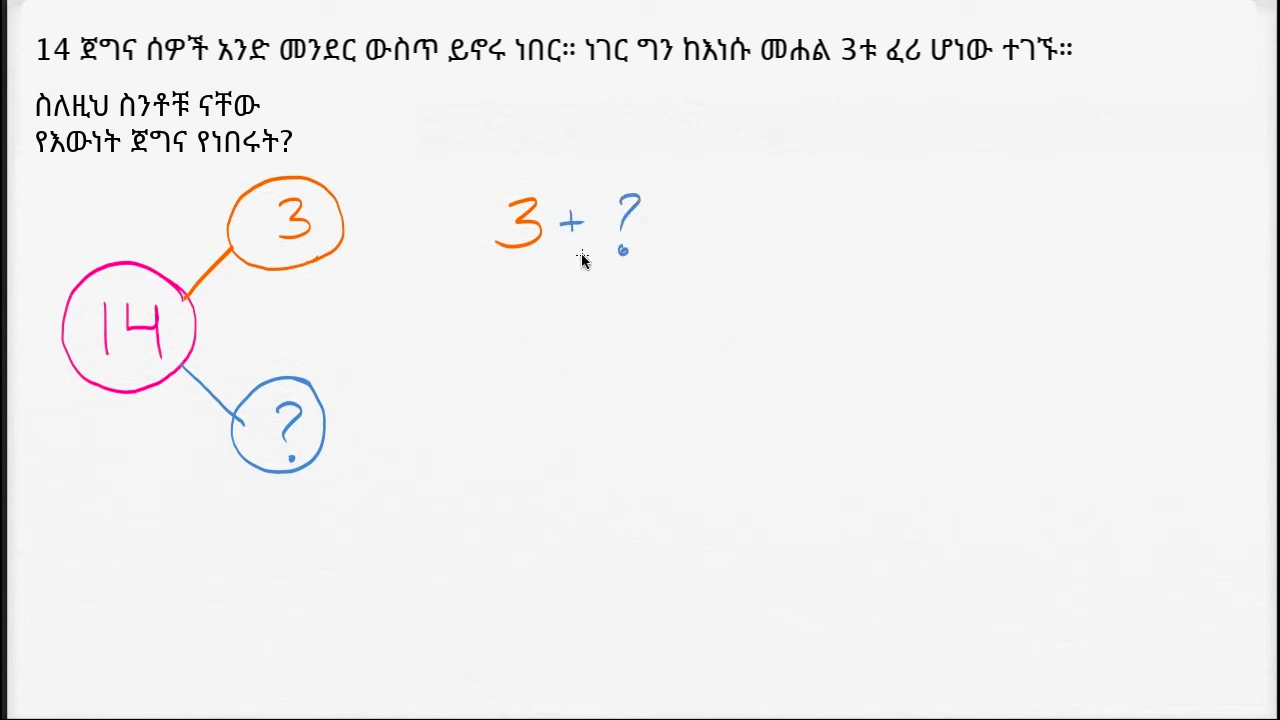 14 ጀግና ሰዎች አንድ መንደር ውስጥ ይኖሩ ነበር። ነገር ግን ከእነሱ መሐል 3ቱ ፈሪ ሆነው ተገኙ።
ስለዚህ ስንቶቹ ናቸው
የእውነት ጀግና የነበሩት?
3
3 + ?
14
?